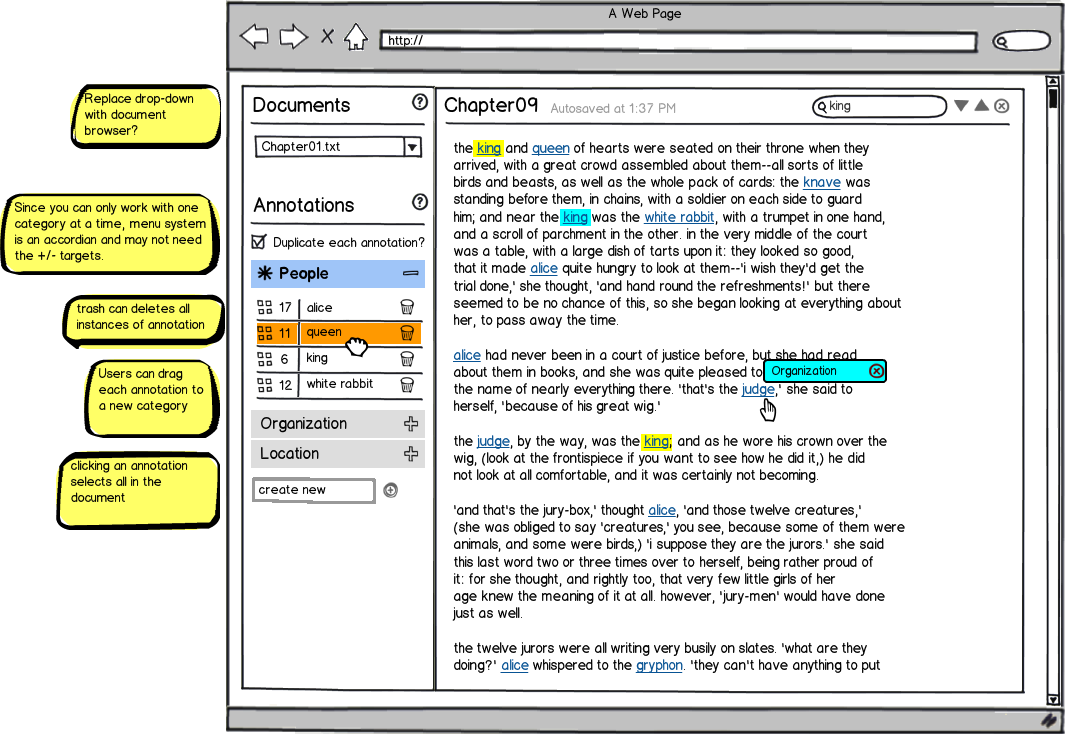 A Web Page
http://
Replace drop-down
with document
browser?
Since you can only work with one
category at a time, menu system
is an accordian and may not need
the +/- targets.
trash can deletes all
instances of annotation
Users can drag
each annotation to
a new category
clicking an annotation
selects all in the
document
Documents ?
Chapter01.txt
Annotations ?
Duplicate each annotation?
People
17 alice
11 queen
6 king
12 white rabbit
Organization
Location
create new
Chapter09 Autosaved at 1:37 PM king
the king and queen of hearts were seated on their throne when they
arrived, with a great crowd assembled about them--all sorts of little
birds and beasts, as well as the whole pack of cards: the knave was
standing before them, in chains, with a soldier on each side to guard
him; and near the king was the white rabbit, with a trumpet in one hand,
and a scroll of parchment in the other. in the very middle of the court
was a table, with a large dish of tarts upon it: they looked so good,
that it made alice quite hungry to look at them--'i wish they'd get the
trial done,' she thought, 'and hand round the refreshments!' but there
seemed to be no chance of this, so she began looking at everything about
her, to pass away the time.
alice had never been in a court of justice before, but she had read
about them in books, and she was quite pleased to
Organization
the name of nearly everything there. 'that's the judge,' she said to
herself, 'because of his great wig.'
the judge, by the way, was the king; and as he wore his crown over the
wig, (look at the frontispiece if you want to see how he did it,) he did
not look at all comfortable, and it was certainly not becoming.
'and that's the jury-box,' thought alice, 'and those twelve creatures,'
(she was obliged to say 'creatures,' you see, because some of them were
animals, and some were birds,) 'i suppose they are the jurors.' she said
this last word two or three times over to herself, being rather proud of
it: for she thought, and rightly too, that very few little girls of her
age knew the meaning of it at all. however, 'jury-men' would have done
just as well.
the twelve jurors were all writing very busily on slates. 'what are they
doing?' alice whispered to the gryphon. 'they can't have anything to put